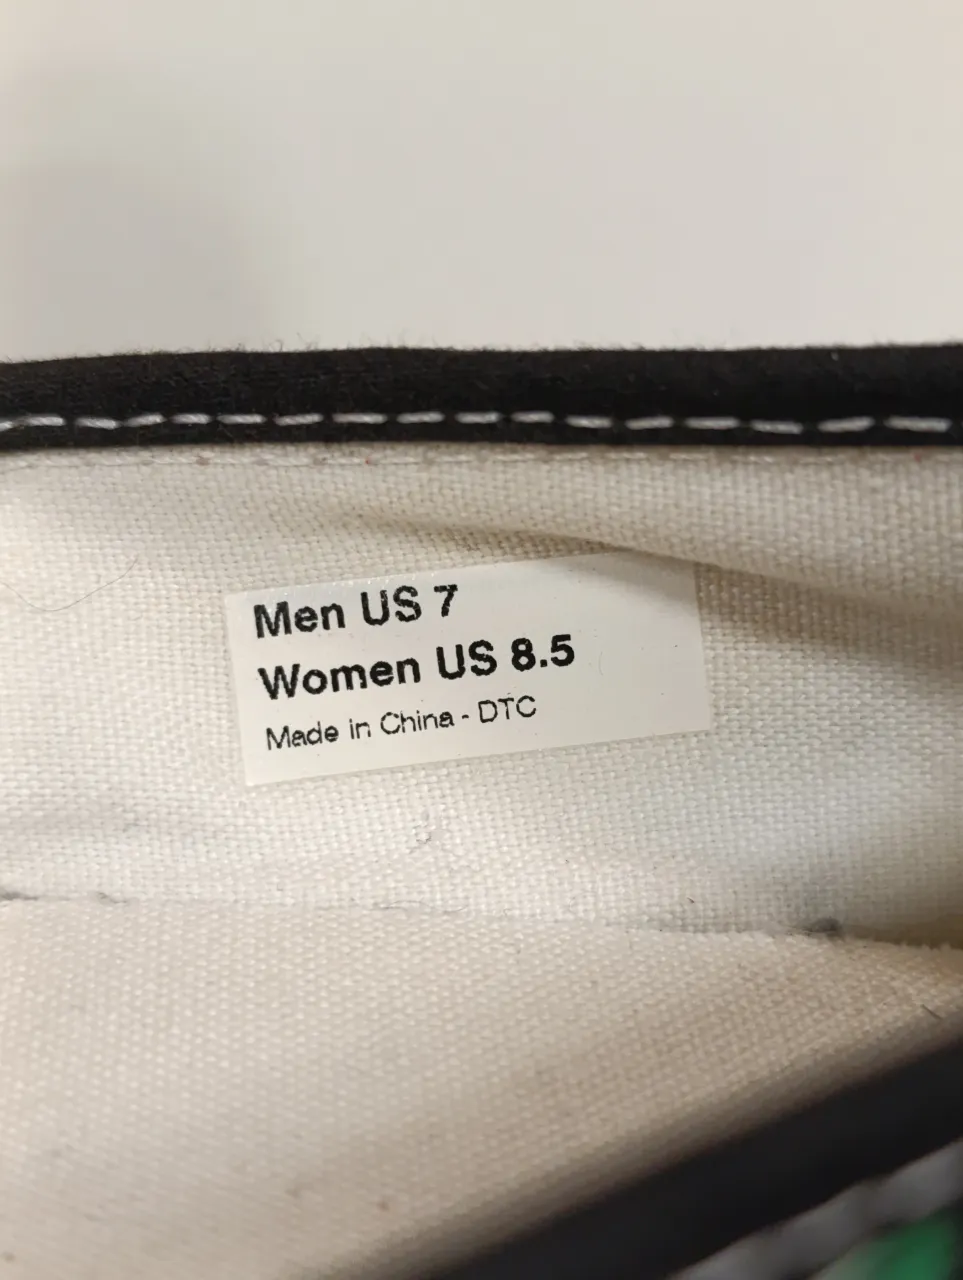 Men US 7
Women US 8.5
Made in China - DTC